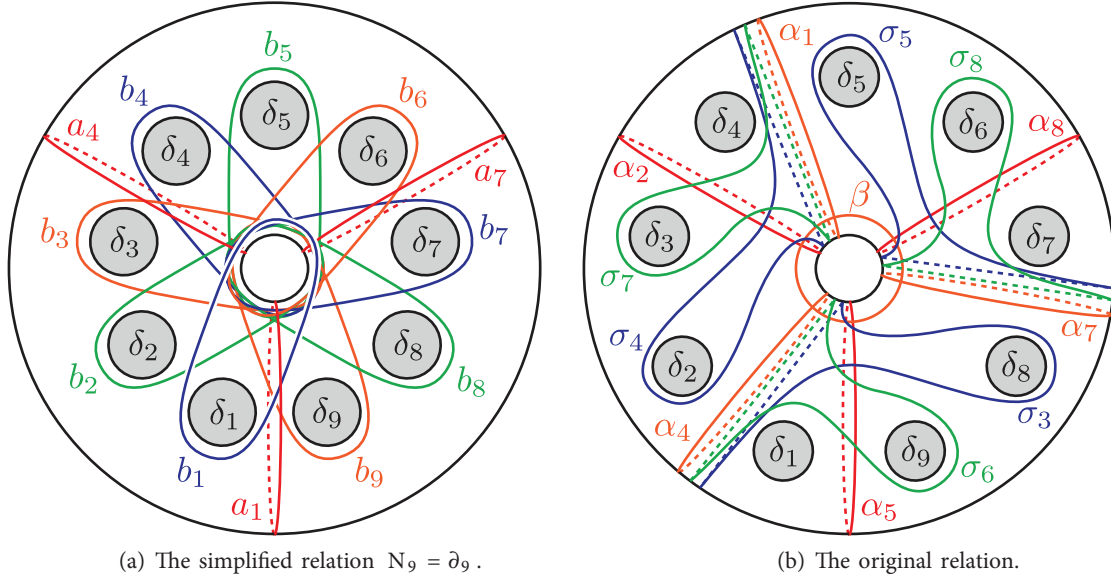 b₅
b₄
b₆
a₄
a₇
b₃
b₇
b₂
b₈
b₁
b₉
a₁
δ₅
δ₄
δ₆
δ₃
δ₇
δ₂
δ₈
δ₁
δ₉
(a) The simplified relation N₉ = ∂₉ .
α₁
σ₅
σ₈
δ₅
δ₄
δ₆
α₈
α₂
β
δ₃
δ₇
σ₇
σ₄
α₇
δ₂
δ₈
σ₃
α₄
δ₁
δ₉
σ₆
α₅
(b) The original relation.